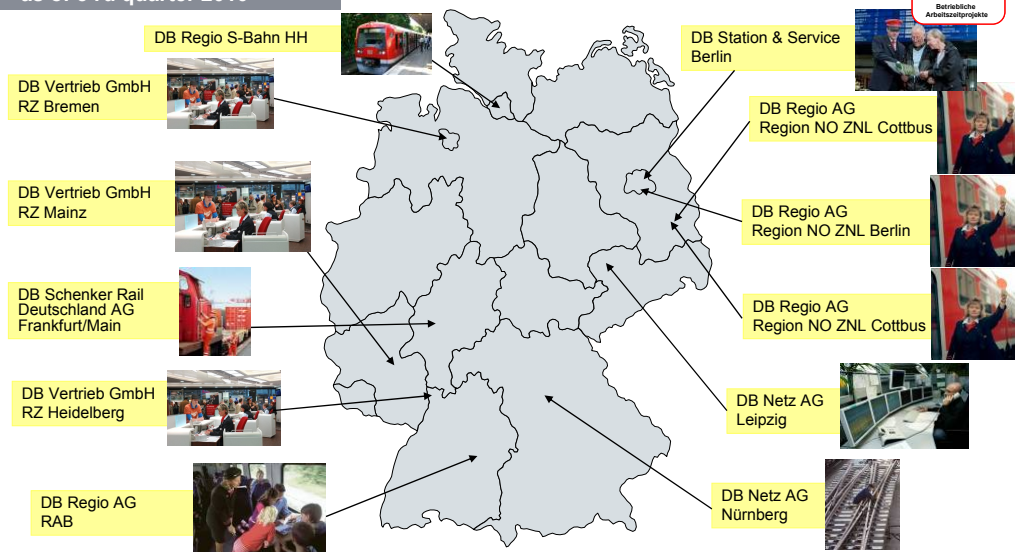 Betriebliche
Arbeitszeitprojekte
DB Regio S-Bahn HH
DB Station & Service
Berlin
DB Vertrieb GmbH
RZ Bremen
DB Regio AG
Region NO ZNL Cottbus
DB Vertrieb GmbH
RZ Mainz
DB Regio AG
Region NO ZNL Berlin
DB Schenker Rail
Deutschland AG
Frankfurt/Main
DB Regio AG
Region NO ZNL Cottbus
DB Vertrieb GmbH
RZ Heidelberg
DB Netz AG
Leipzig
DB Regio AG
RAB
DB Netz AG
Nürnberg